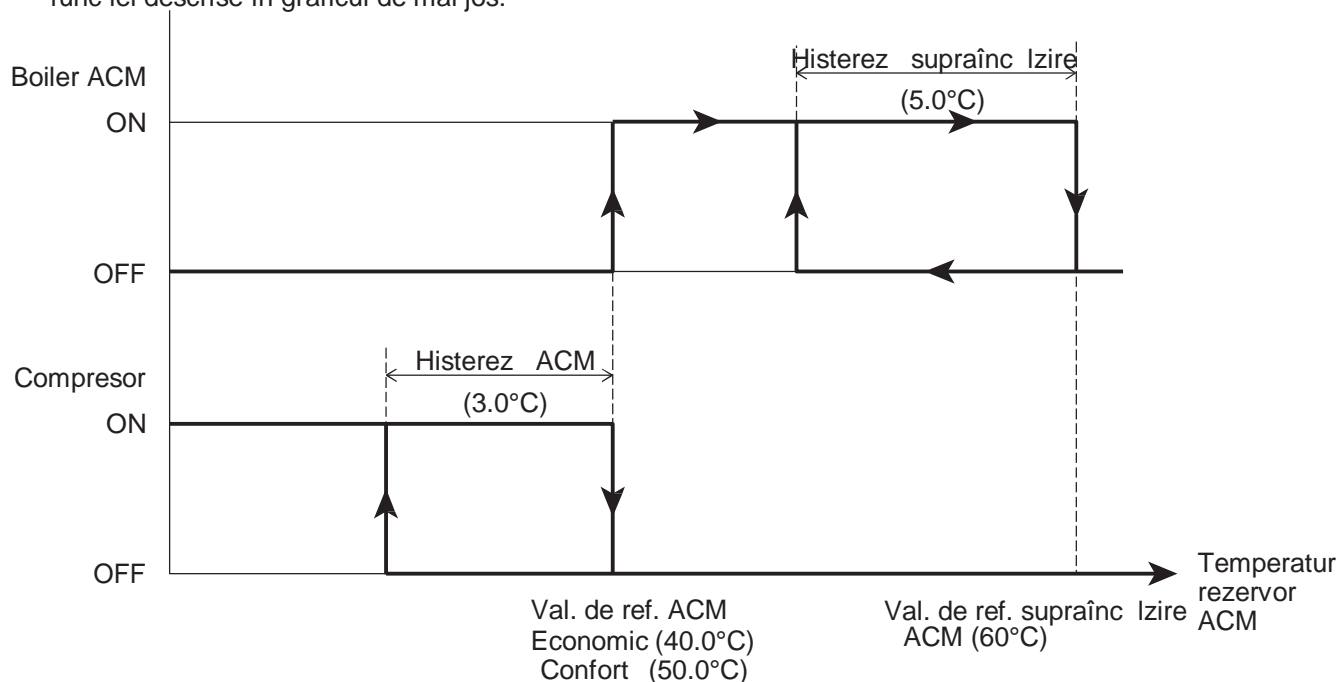 func iei descrise în graficul de mai jos.
Histerez supraînc lzire
Boiler ACM
(5.0°C)
ON
OFF
Histerez ACM
Compresor
(3.0°C)
ON
OFF
Temperatur
rezervor
ACM
Val. de ref. ACM
Economic (40.0°C)
Confort (50.0°C)
Val. de ref. supraînc lzire
ACM (60°C)